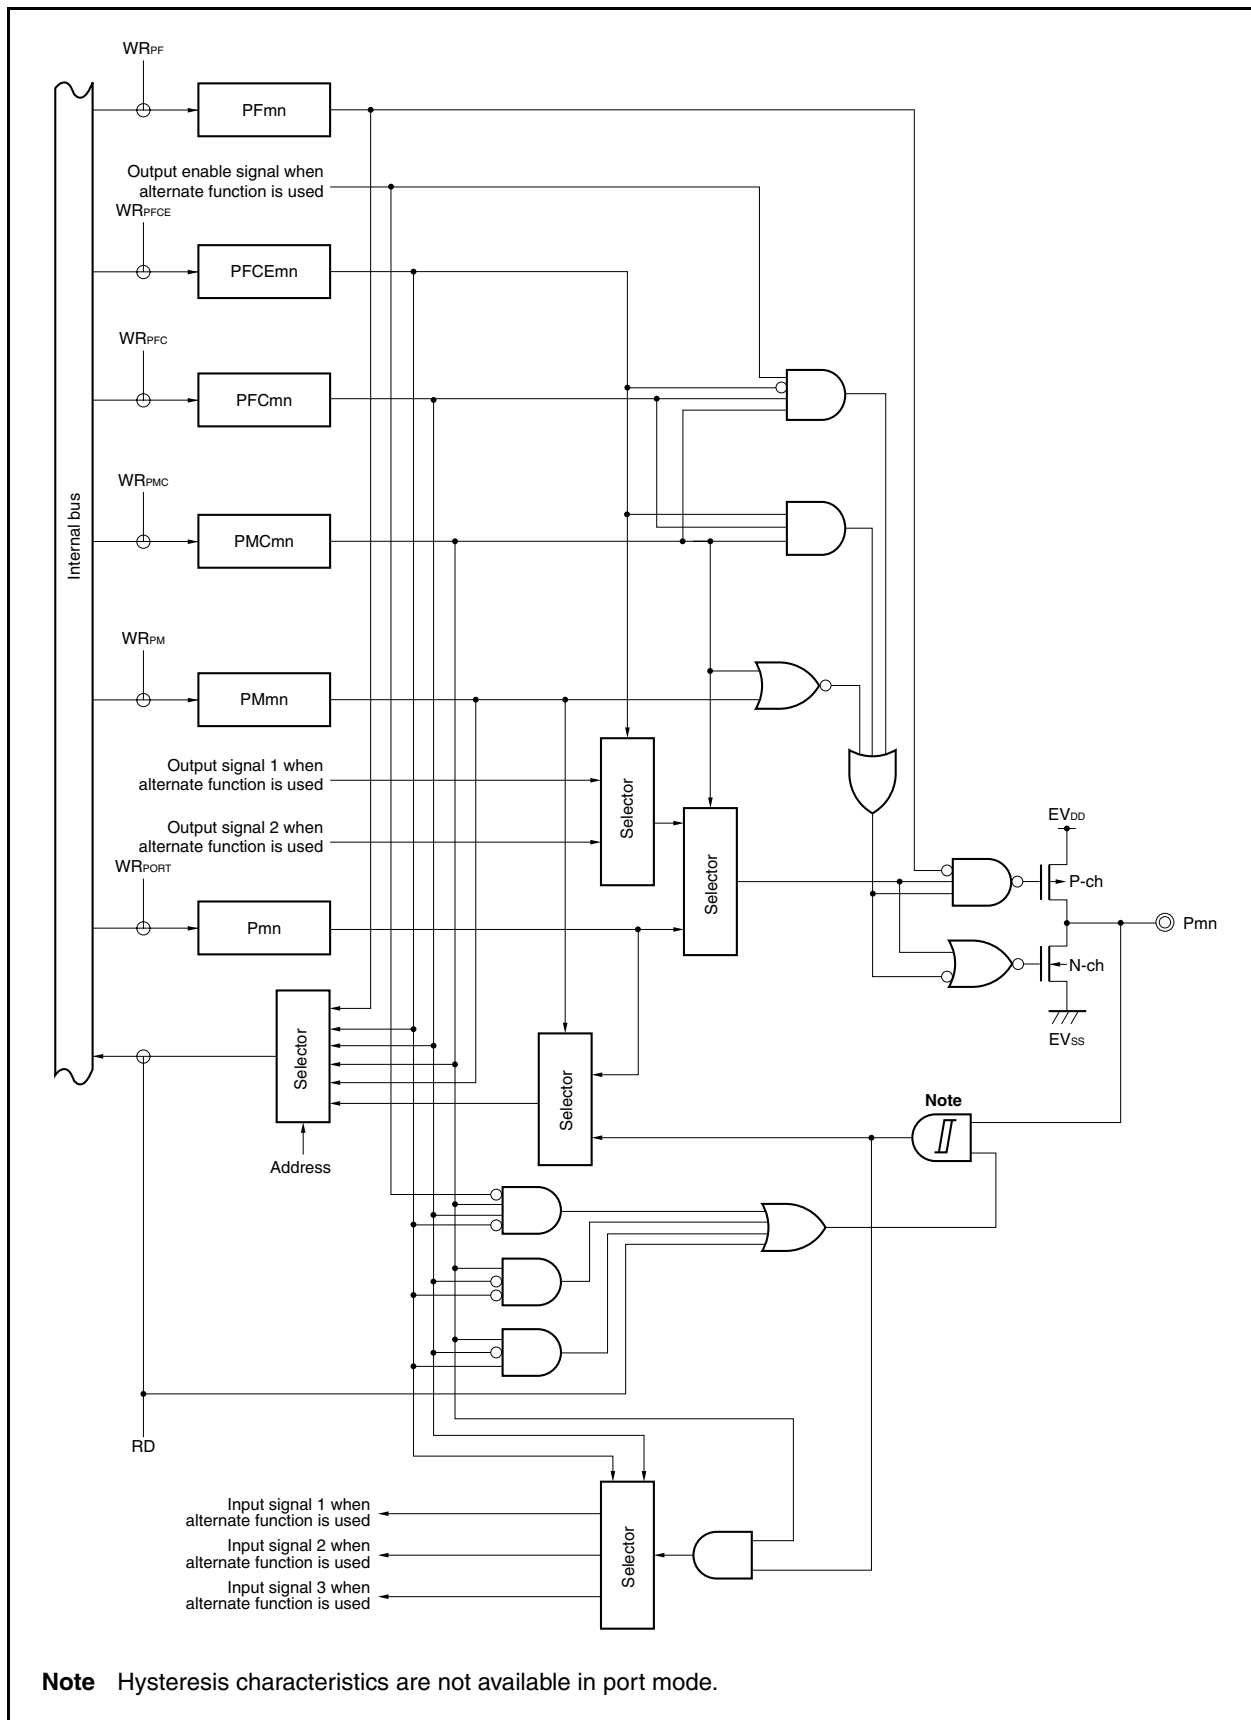 WRPF
PFmn
Output enable signal when
alternate function is used
WRPFCE
PFCEmn
WRPFC
PFCmn
WRPMC
Internal bus
PMCmn
WRPM
PMmn
Output signal 1 when
alternate function is used
Selector
Output signal 2 when
alternate function is used
Selector
EVDD
P-ch
WRPORT
Pmn
Pmn
N-ch
EVSS
Selector
Selector
Note
Address
RD
Input signal 1 when
alternate function is used
Input signal 2 when
alternate function is used
Input signal 3 when
alternate function is used
Selector
Note Hysteresis characteristics are not available in port mode.